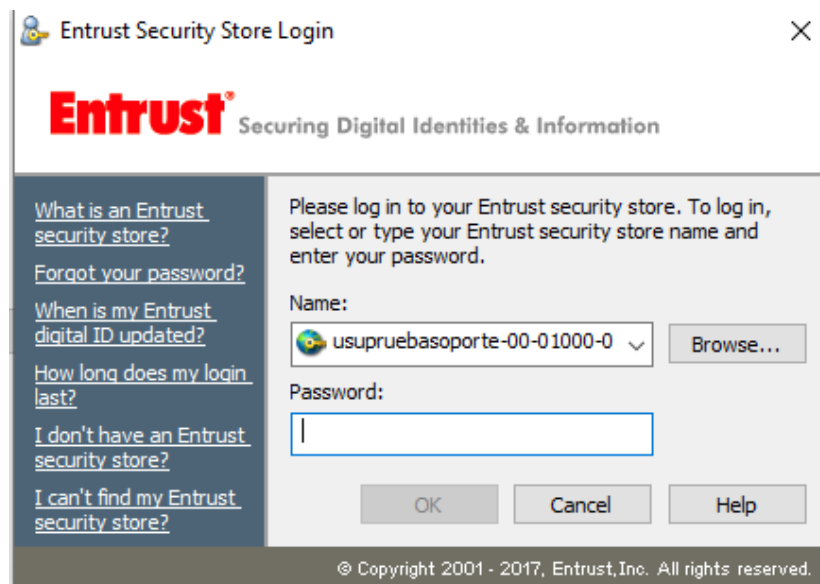 Entrust Security Store Login
Entrust® Securing Digital Identities & Information
What is an Entrust
security store?
Forgot your password?
When is my Entrust
digital ID updated?
How long does my login
last?
I don't have an Entrust
security store?
I can't find my Entrust
security store?
Please log in to your Entrust security store. To log in,
select or type your Entrust security store name and
enter your password.
Name:
usupruebasoporte-00-01000-0
Browse...
Password:
OK
Cancel
Help
© Copyright 2001 - 2017, Entrust,Inc. All rights reserved.